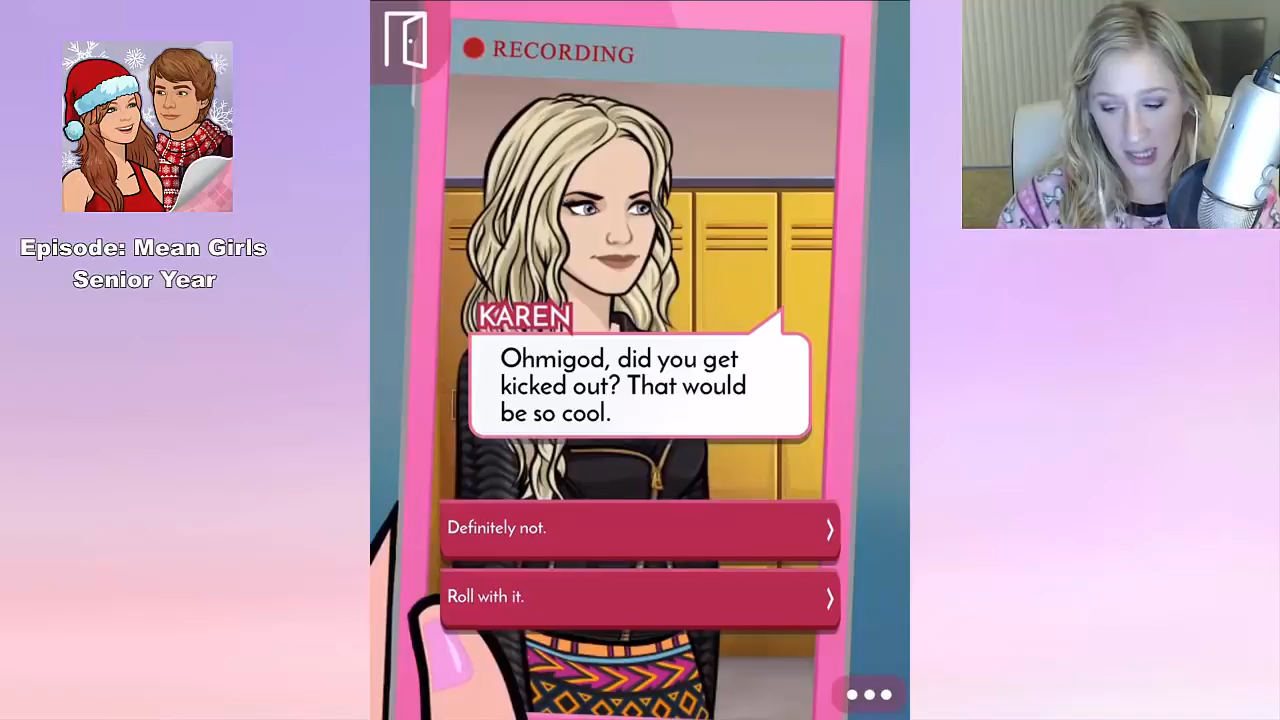 RECORDING
Episode: Mean Girls
Senior Year
KAREN
Ohmigod, did you get
kicked out? That would
be so cool.
Definitely not.
Roll with it.